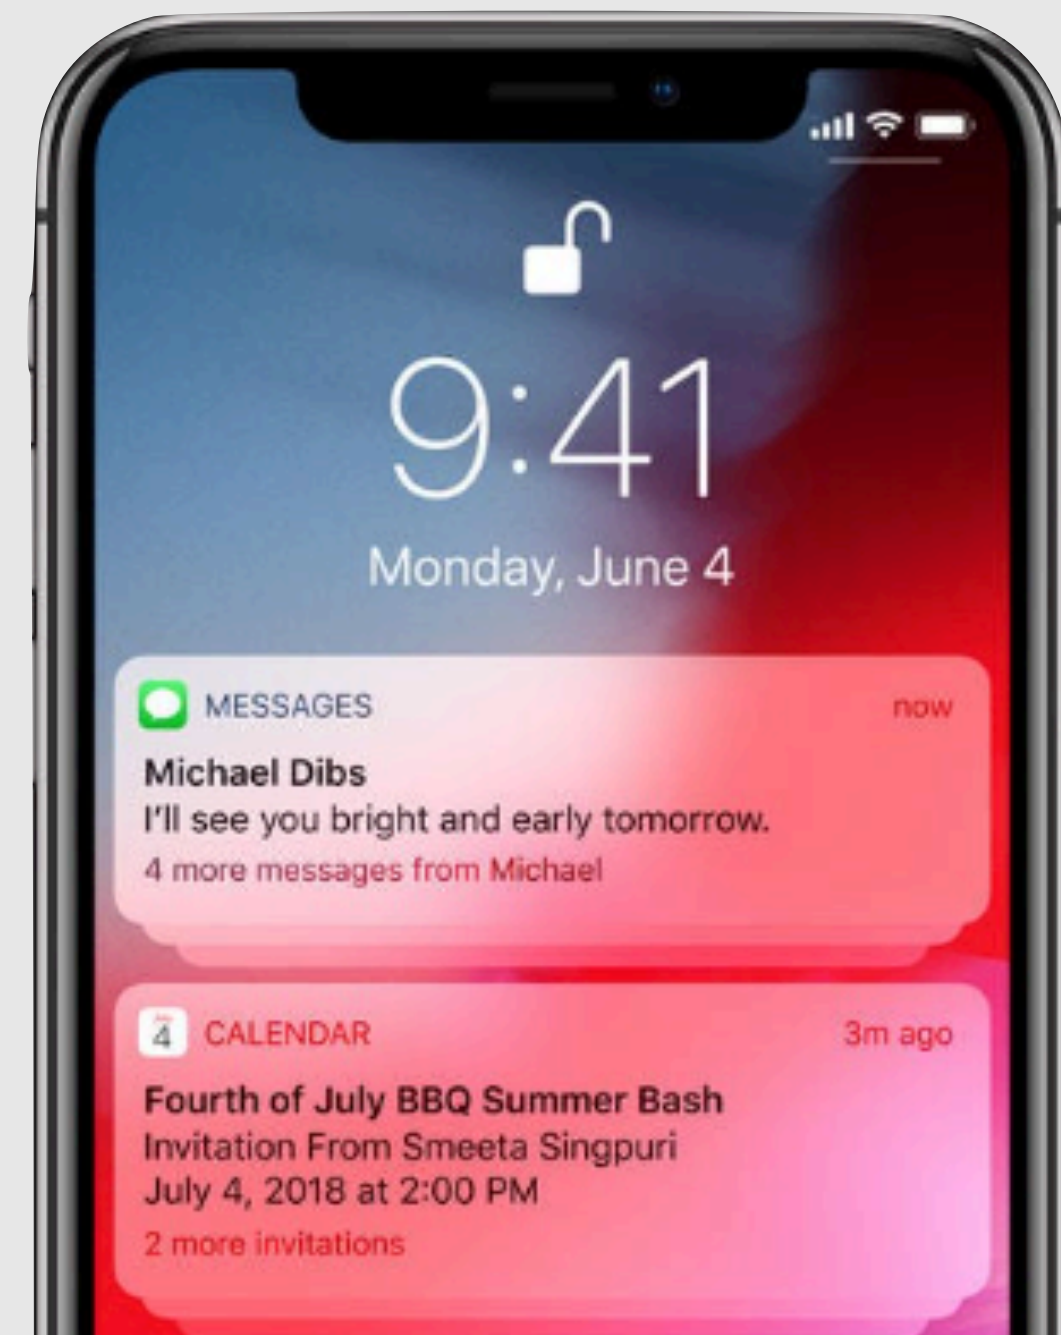 9:41
Monday, June 4
MESSAGES now
Michael Dibs
I'll see you bright and early tomorrow.
4 more messages from Michael
4 CALENDAR 3m ago
Fourth of July BBQ Summer Bash
Invitation From Smeeta Singpuri
July 4, 2018 at 2:00 PM
2 more invitations